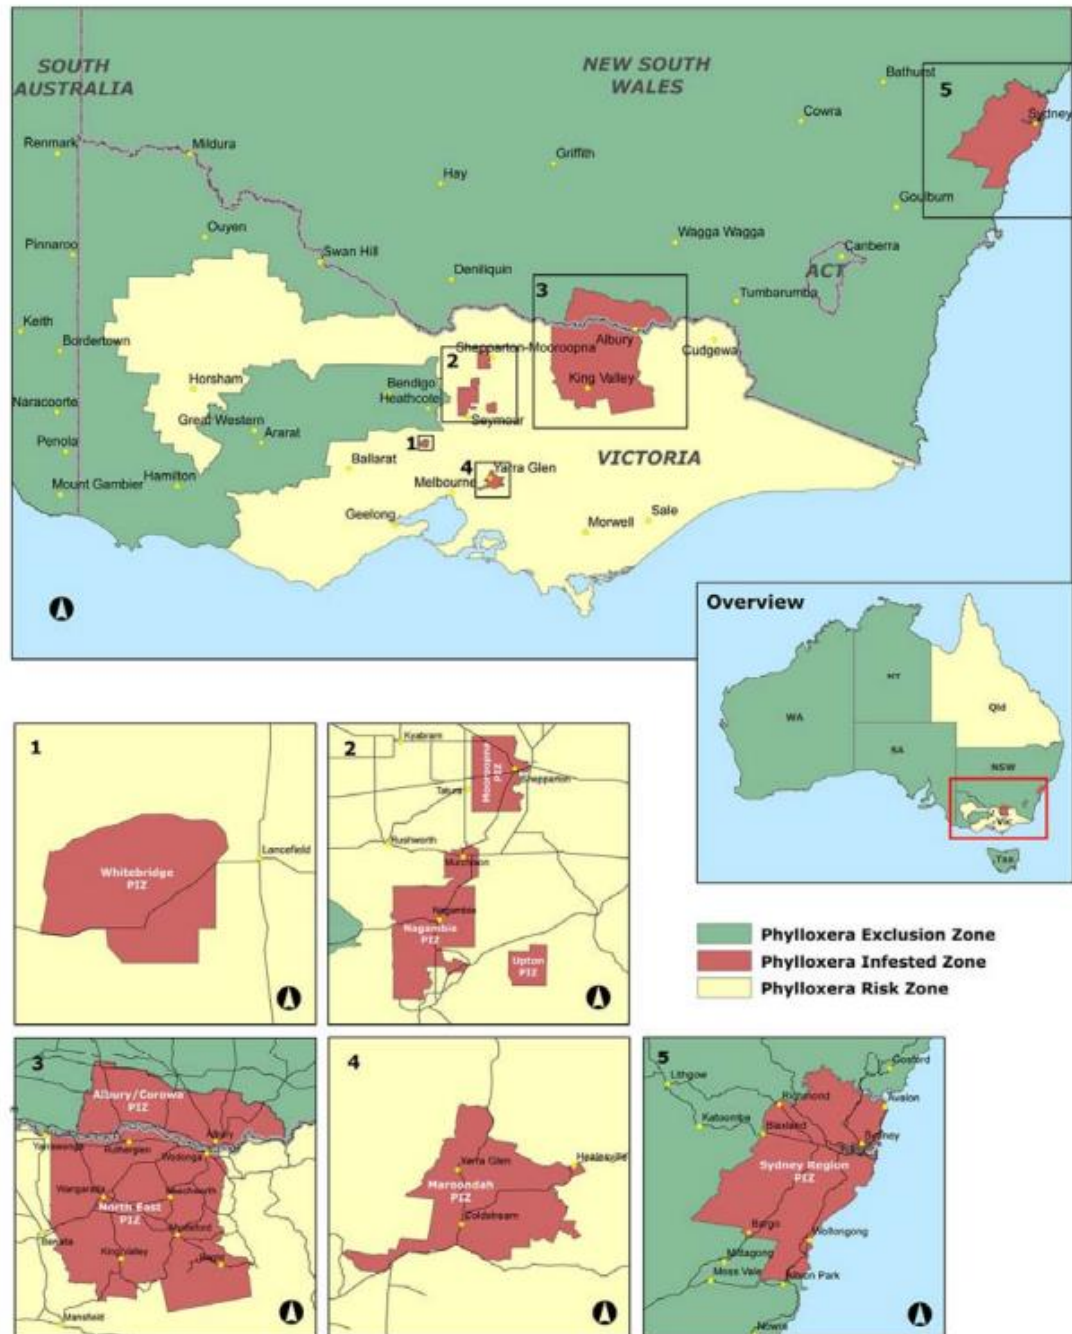 SOUTH
AUSTRALIA
NEW SOUTH
WALES
Bathurst
5
Cowra
Sydney
Renmark
Mildura
Griffith
Hay
Goulburn
Ouyen
Pinnaroo
Swan Hill
Wagga Wagga
Canberra
ACT
Deniliquin
3
Tumbarumba
Keith
Bordertown
Albury
Cudgewa
Shepparton-Mooroopna
2
Horsham
Bendigo
King Valley
Heathcote
Naracoorte
Great Western
Seymour
Ararat
1
Penola
Ballarat
VICTORIA
Hamilton
4
Yarra Glen
Mount Gambier
Melbourne
Geelong
Morwell
Sale
Overview
NT
WA
Qld
SA
NSW
Vic
Tas
Phylloxera Exclusion Zone
Phylloxera Infested Zone
Phylloxera Risk Zone
1
Lancefield
Whitebridge
PIZ
2
Kyabram
Mooroopna
PIZ
Shepparton
Tatura
Rushworth
Murchison
Nagambie
Nagambie
PIZ
Upton
PIZ
3
Albury/Corowa
PIZ
Yarrawonga
Rutherglen
Albury
Wodonga
Wangaratta
Beechworth
North East
PIZ
Myrtleford
Benalla
King Valley
Mansfield
4
Yarra Glen
Healesville
Maroondah
PIZ
Coldstream
5
Gosford
Lithgow
Richmond
Avalon
Katoomba
Blaxland
Sydney
Sydney Region
PIZ
Bargo
Wollongong
Mittagong
Moss Vale
Albion Park
Nowra